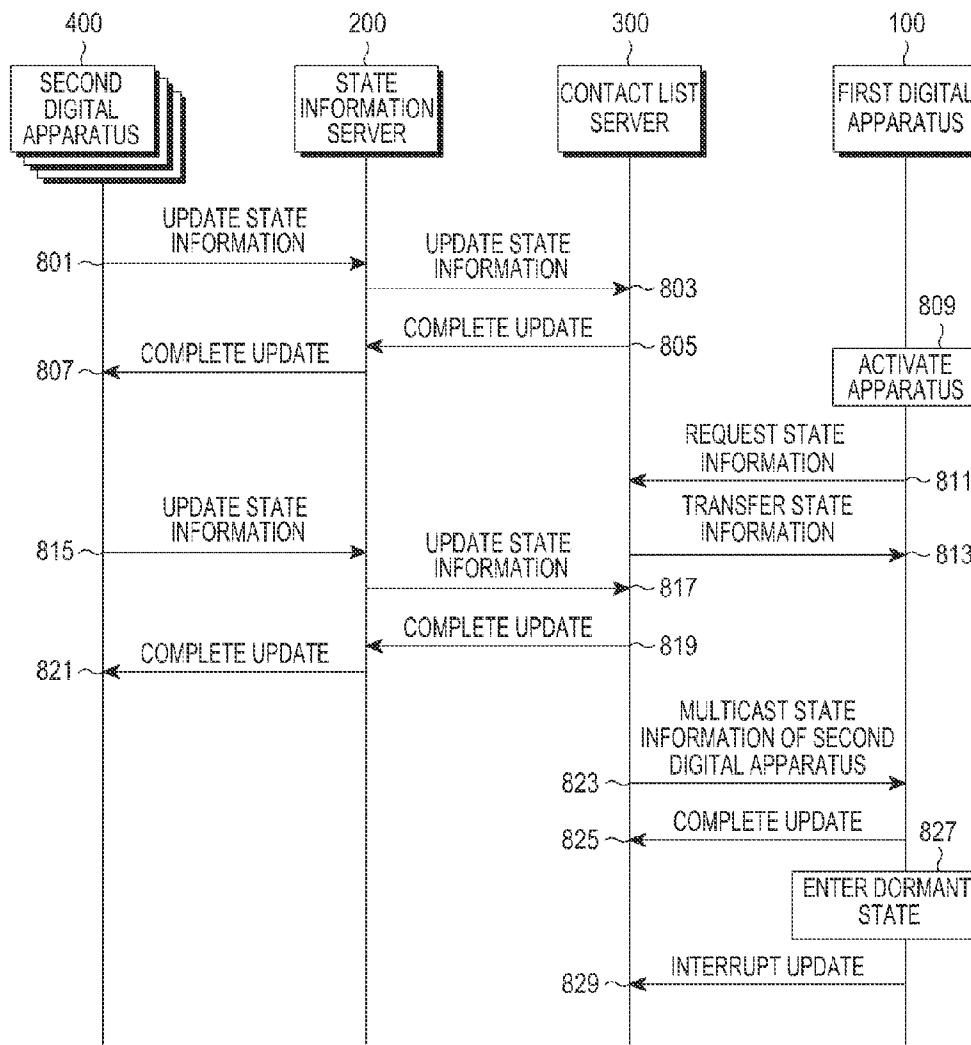 400
200
300
100
SECOND
DIGITAL
APPARATUS
STATE
INFORMATION
SERVER
CONTACT LIST
SERVER
FIRST DIGITAL
APPARATUS
UPDATE STATE
INFORMATION
801
UPDATE STATE
INFORMATION
803
COMPLETE UPDATE
805
COMPLETE UPDATE
807
809
ACTIVATE
APPARATUS
REQUEST STATE
INFORMATION
811
UPDATE STATE
INFORMATION
815
TRANSFER STATE
INFORMATION
813
UPDATE STATE
INFORMATION
817
COMPLETE UPDATE
819
COMPLETE UPDATE
821
MULTICAST STATE
INFORMATION OF SECOND
DIGITAL APPARATUS
823
COMPLETE UPDATE
825
827
ENTER DORMANT
STATE
INTERRUPT UPDATE
829